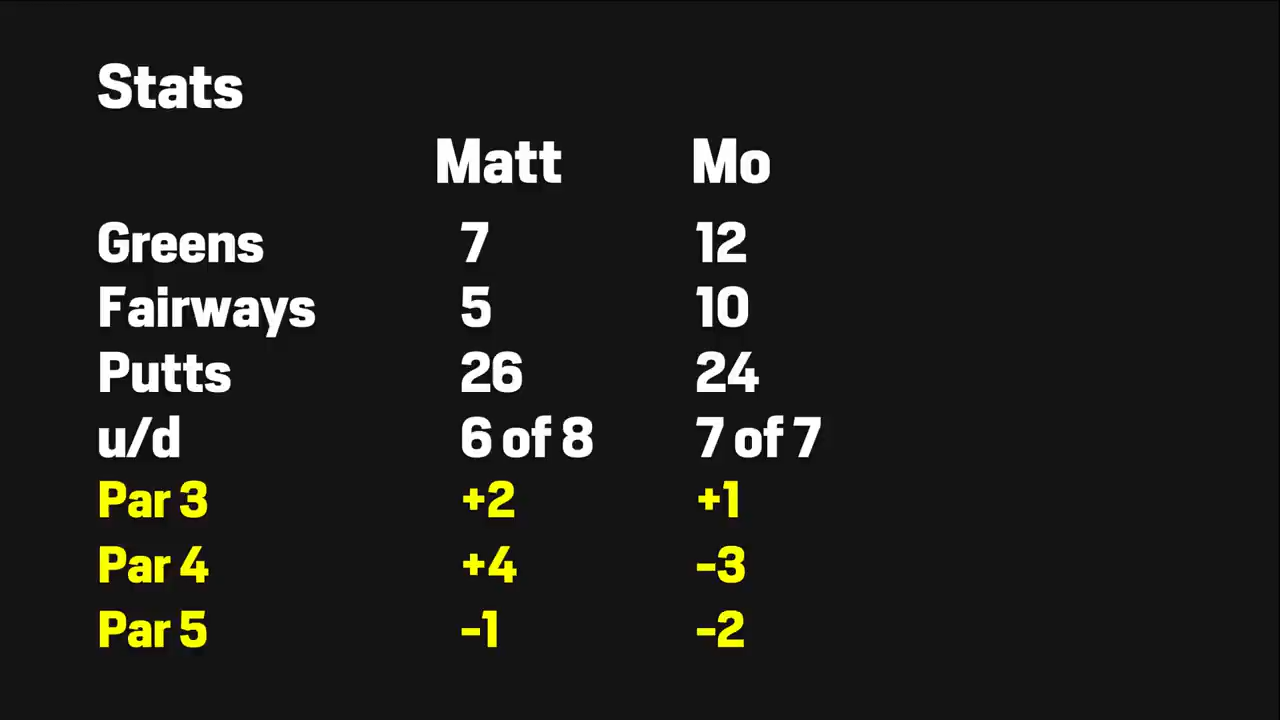 Stats
Matt Mo
Greens 7 12
Fairways 5 10
Putts 26 24
u/d 6 of 8 7 of 7
Par 3 +2 +1
Par 4 +4 -3
Par 5 -1 -2